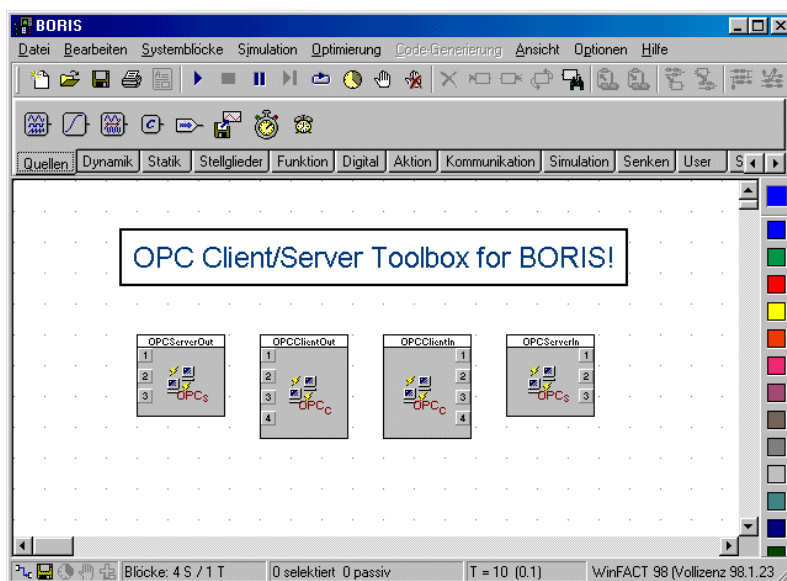 BORIS
Datei Bearbeiten Systemblöcke Simulation Optimierung Code-Generierung Ansicht Optionen Hilfe
C
Quellen Dynamik Statik Stellglieder Funktion Digital Aktion Kommunikation Simulation Senken User S
OPC Client/Server Toolbox for BORIS!
OPCServerOut OPCClientOut OPCClientIn OPCServerIn
1 1 1 1
2 2 2 2
3 3 3 3
OPCs OPCc OPCc OPCs
4 4
Blöcke: 4 S / 1 T 0 selektiert 0 passiv T = 10 (0.1) WinFACT 98 (Vollizenz 98.1.23